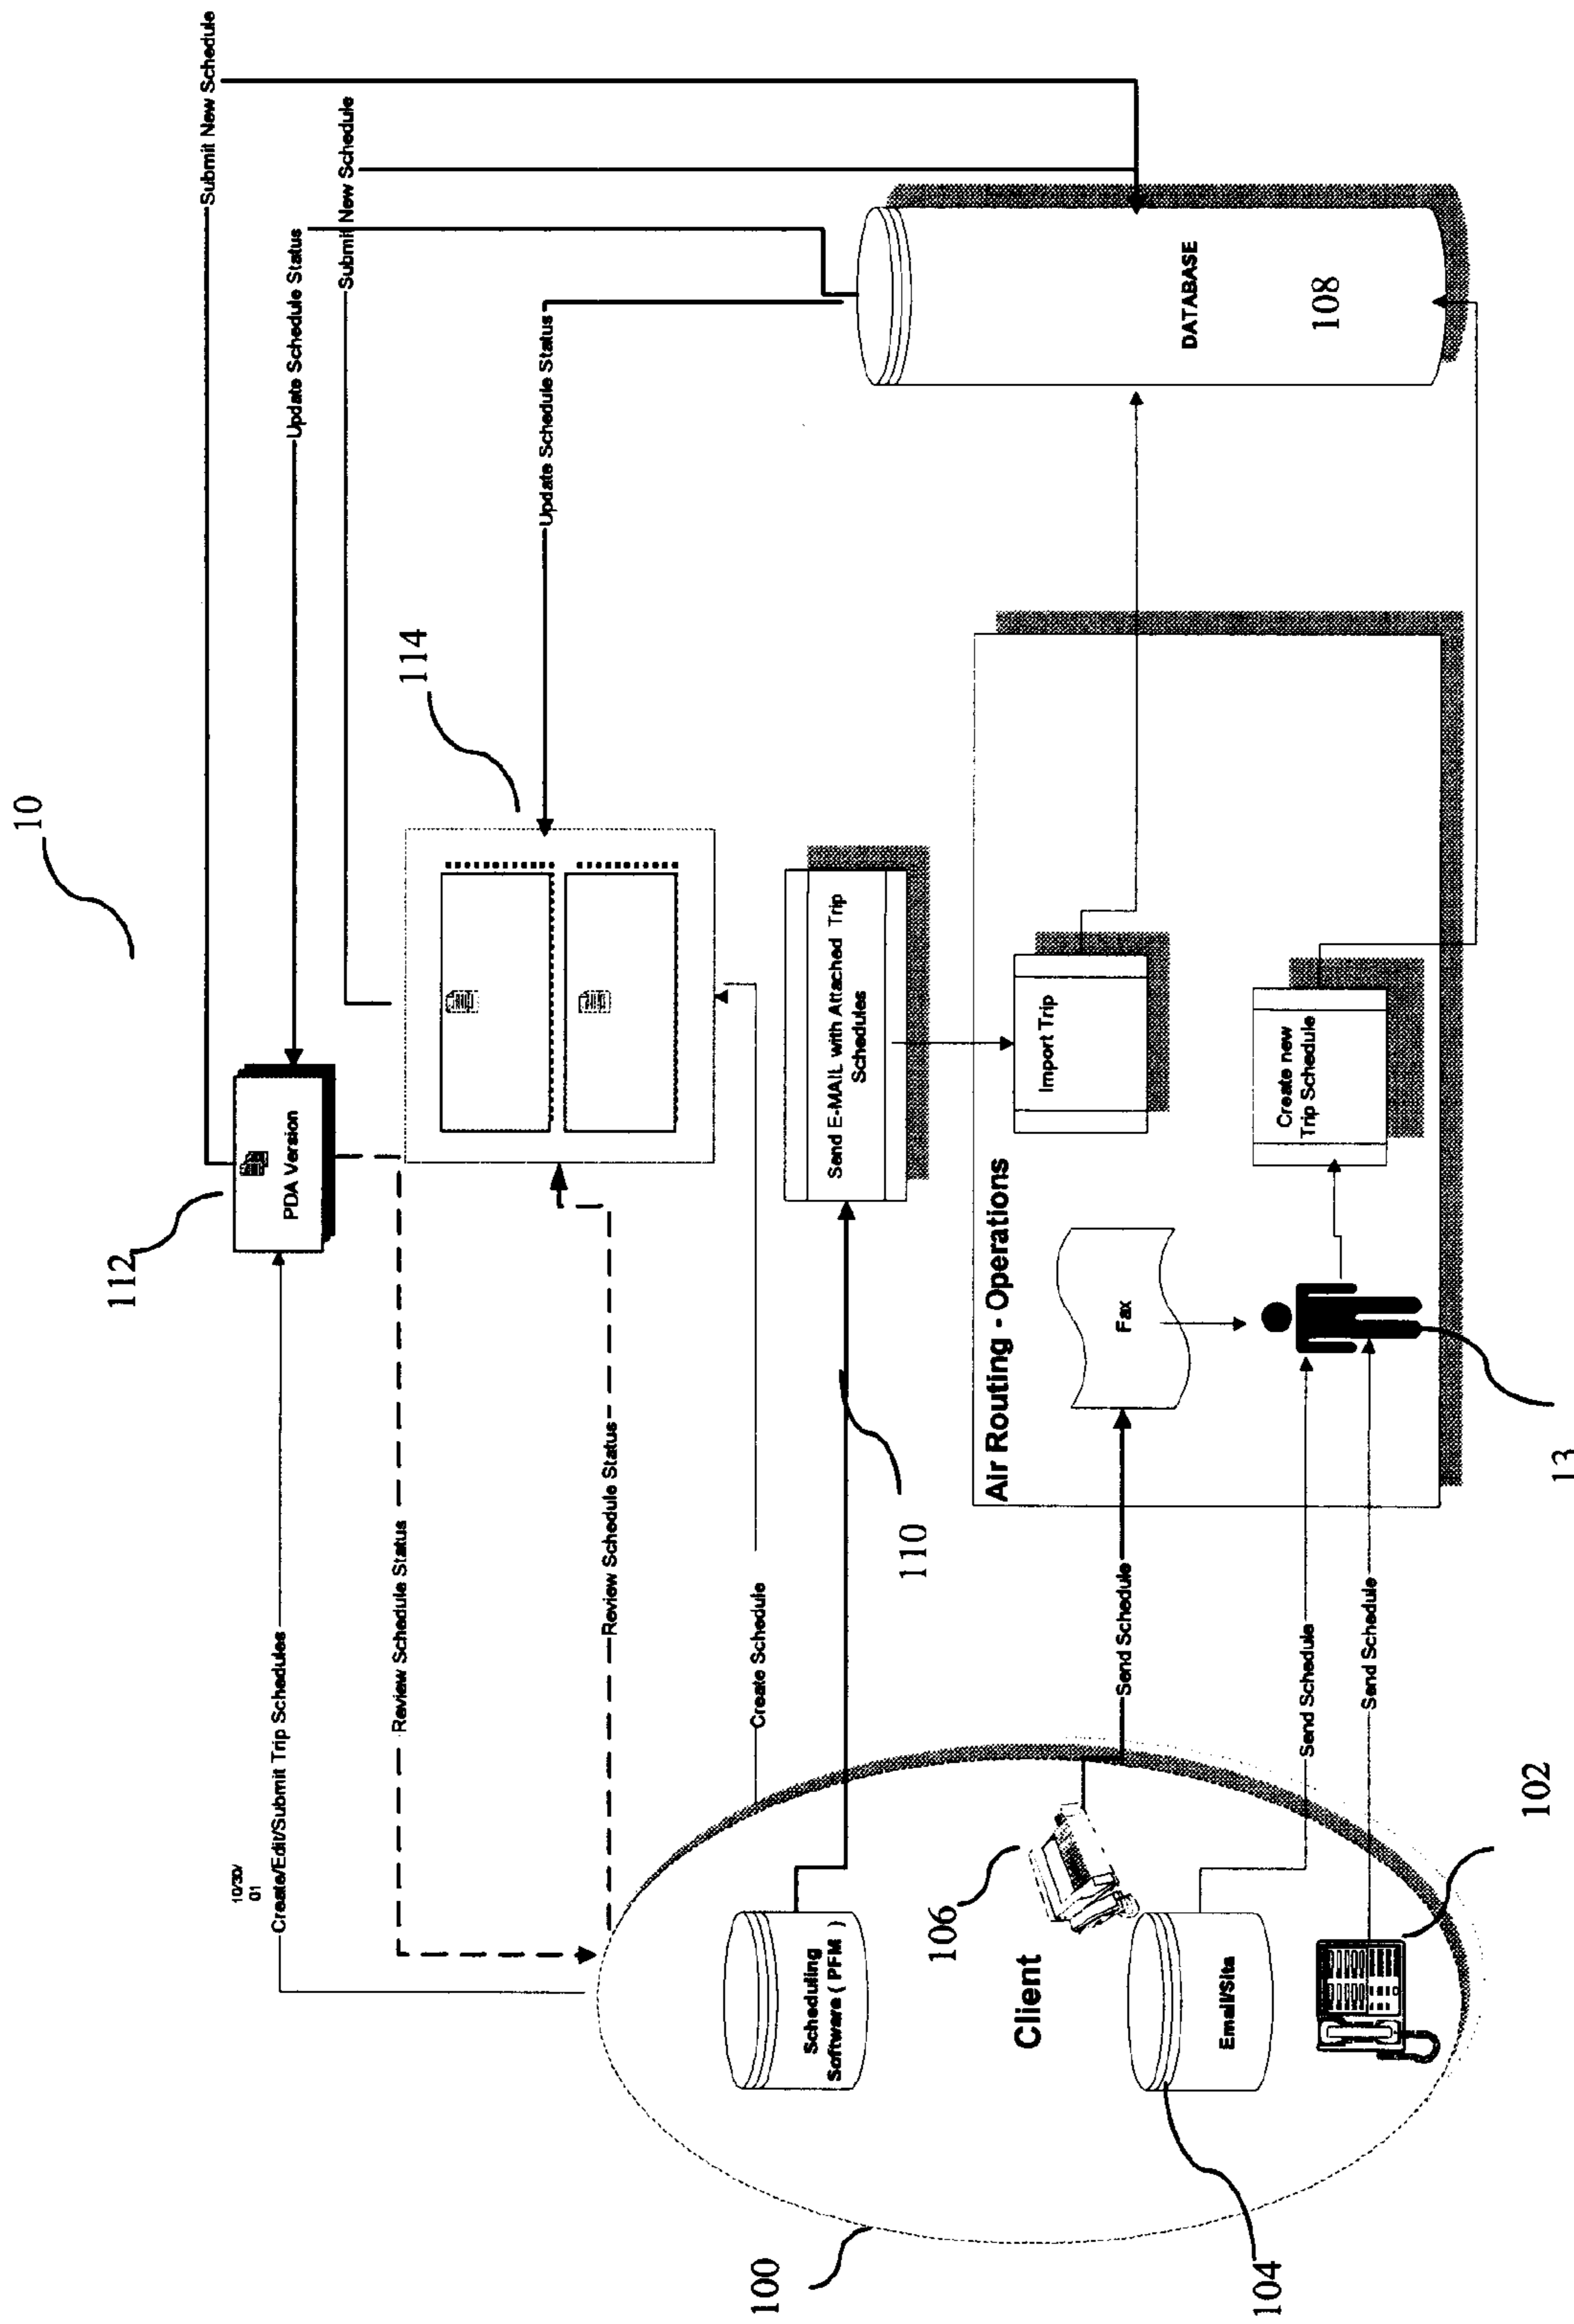 10
Submit New Schedule
Update Schedule Status
Submit New Schedule
112
PDA Version
10/30/
01
Create/Edit/Submit Trip Schedules
Review Schedule Status
114
Update Schedule Status
Review Schedule Status
Create Schedule
Send E-MAIL with Attached Trip
Schedules
110
100
Scheduling
Software ( PFM )
Client
106
104
Email/Sita
102
Send Schedule
Send Schedule
Send Schedule
Air Routing - Operations
Fax
Import Trip
Create new
Trip Schedule
13
DATABASE
108